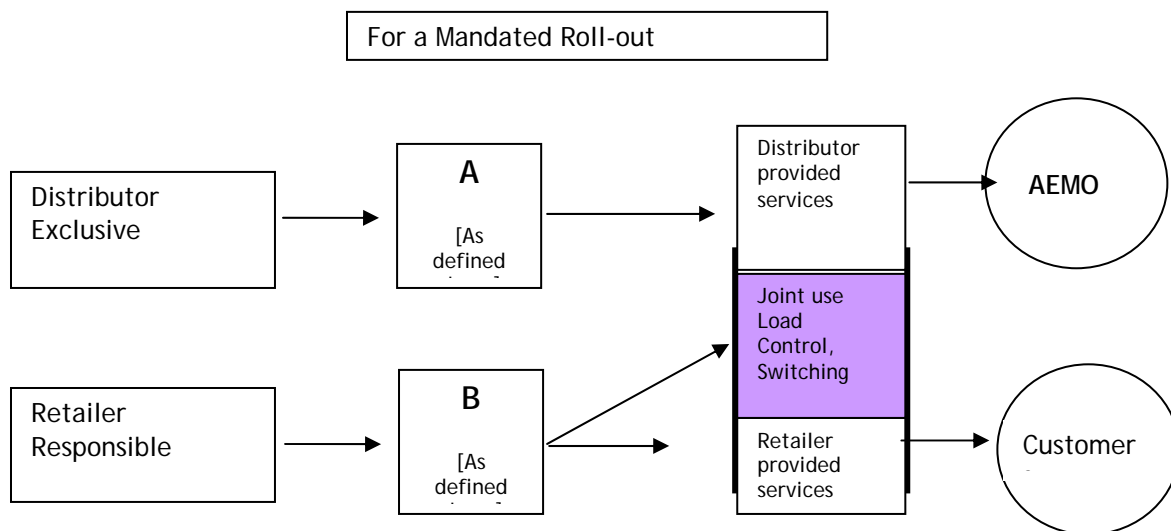 For a Mandated Roll-out
Distributor
Exclusive
A
[As
defined
Distributor
provided
services
AEMO
Joint use
Load
Control,
Switching
Retailer
Responsible
B
[As
defined
Retailer
provided
services
Customer